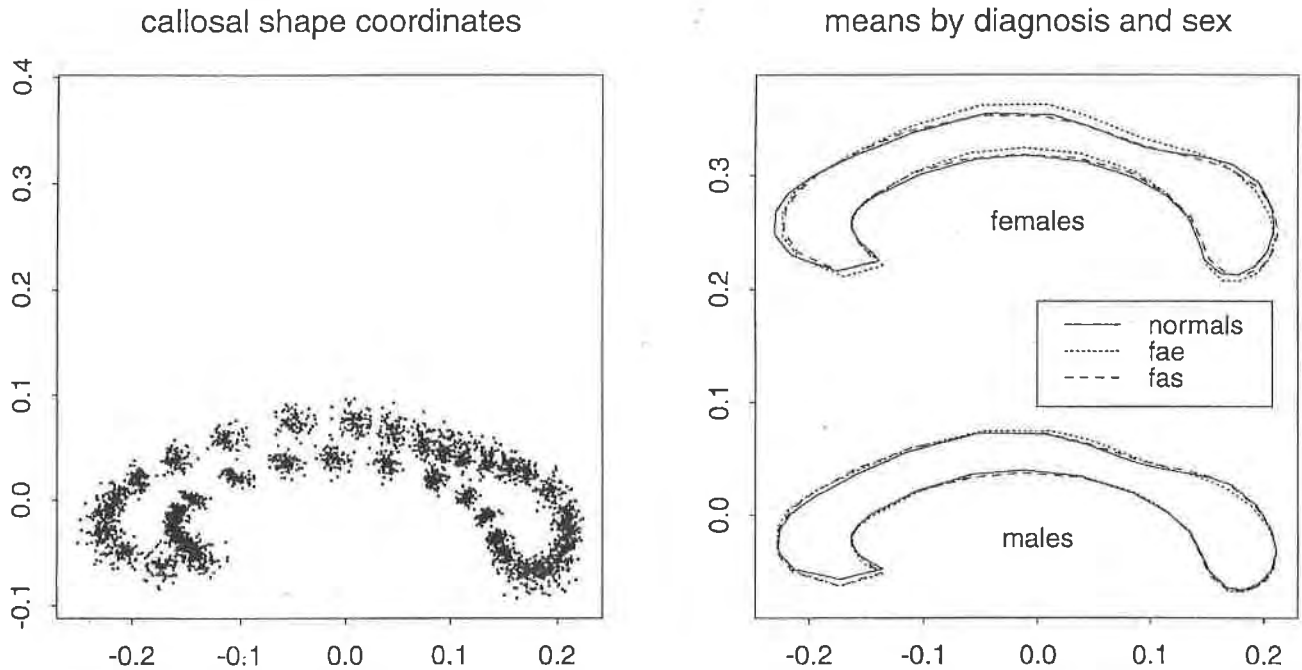 callosal shape coordinates
0.4
0.3
0.2
0.1
0.0
-0.1
-0.2
-0.1
0.0
0.1
0.2
means by diagnosis and sex
0.3
0.2
0.1
0.0
females
normals
fae
fas
males
-0.2
-0.1
0.0
0.1
0.2